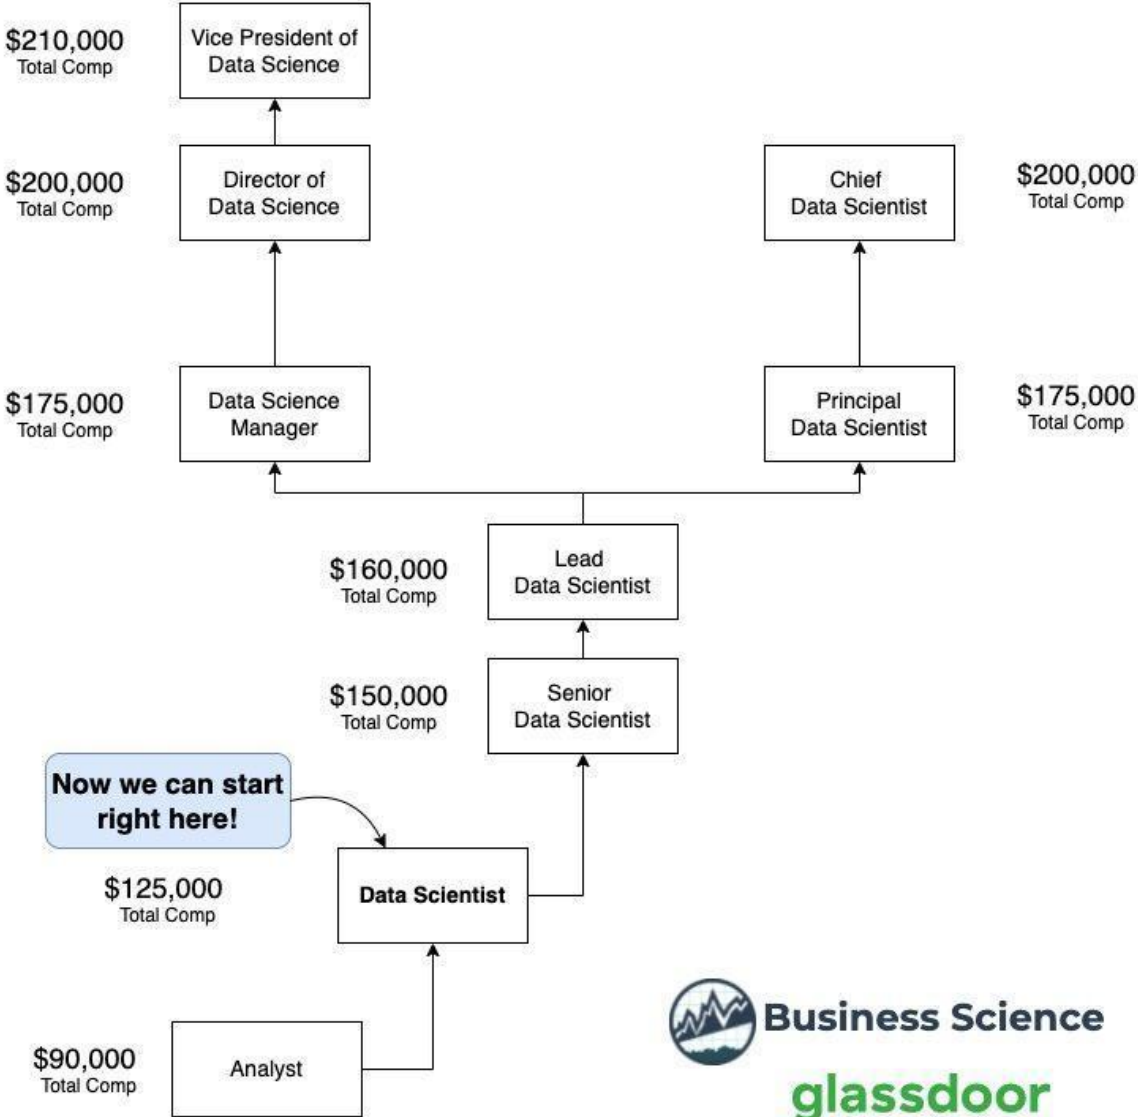 $210,000
Total Comp
Vice President of
Data Science
$200,000
Total Comp
Director of
Data Science
Chief
Data Scientist
$200,000
Total Comp
$175,000
Total Comp
Data Science
Manager
Principal
Data Scientist
$175,000
Total Comp
$160,000
Total Comp
Lead
Data Scientist
$150,000
Total Comp
Senior
Data Scientist
Now we can start
right here!
$125,000
Total Comp
Data Scientist
$90,000
Total Comp
Analyst
Business Science
glassdoor